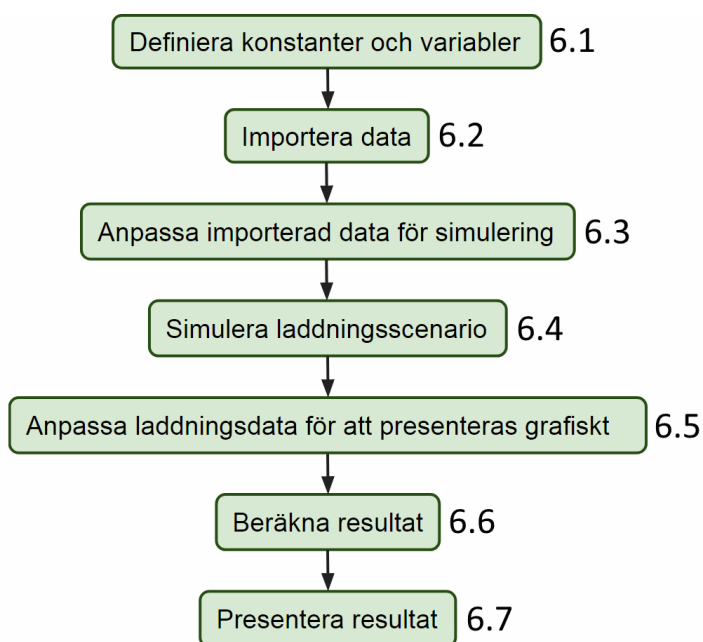 Definiera konstanter och variabler 6.1
Importera data 6.2
Anpassa importerad data för simulering 6.3
Simulera laddningsscenario 6.4
Anpassa laddningsdata för att presenteras grafiskt 6.5
Beräkna resultat 6.6
Presentera resultat 6.7